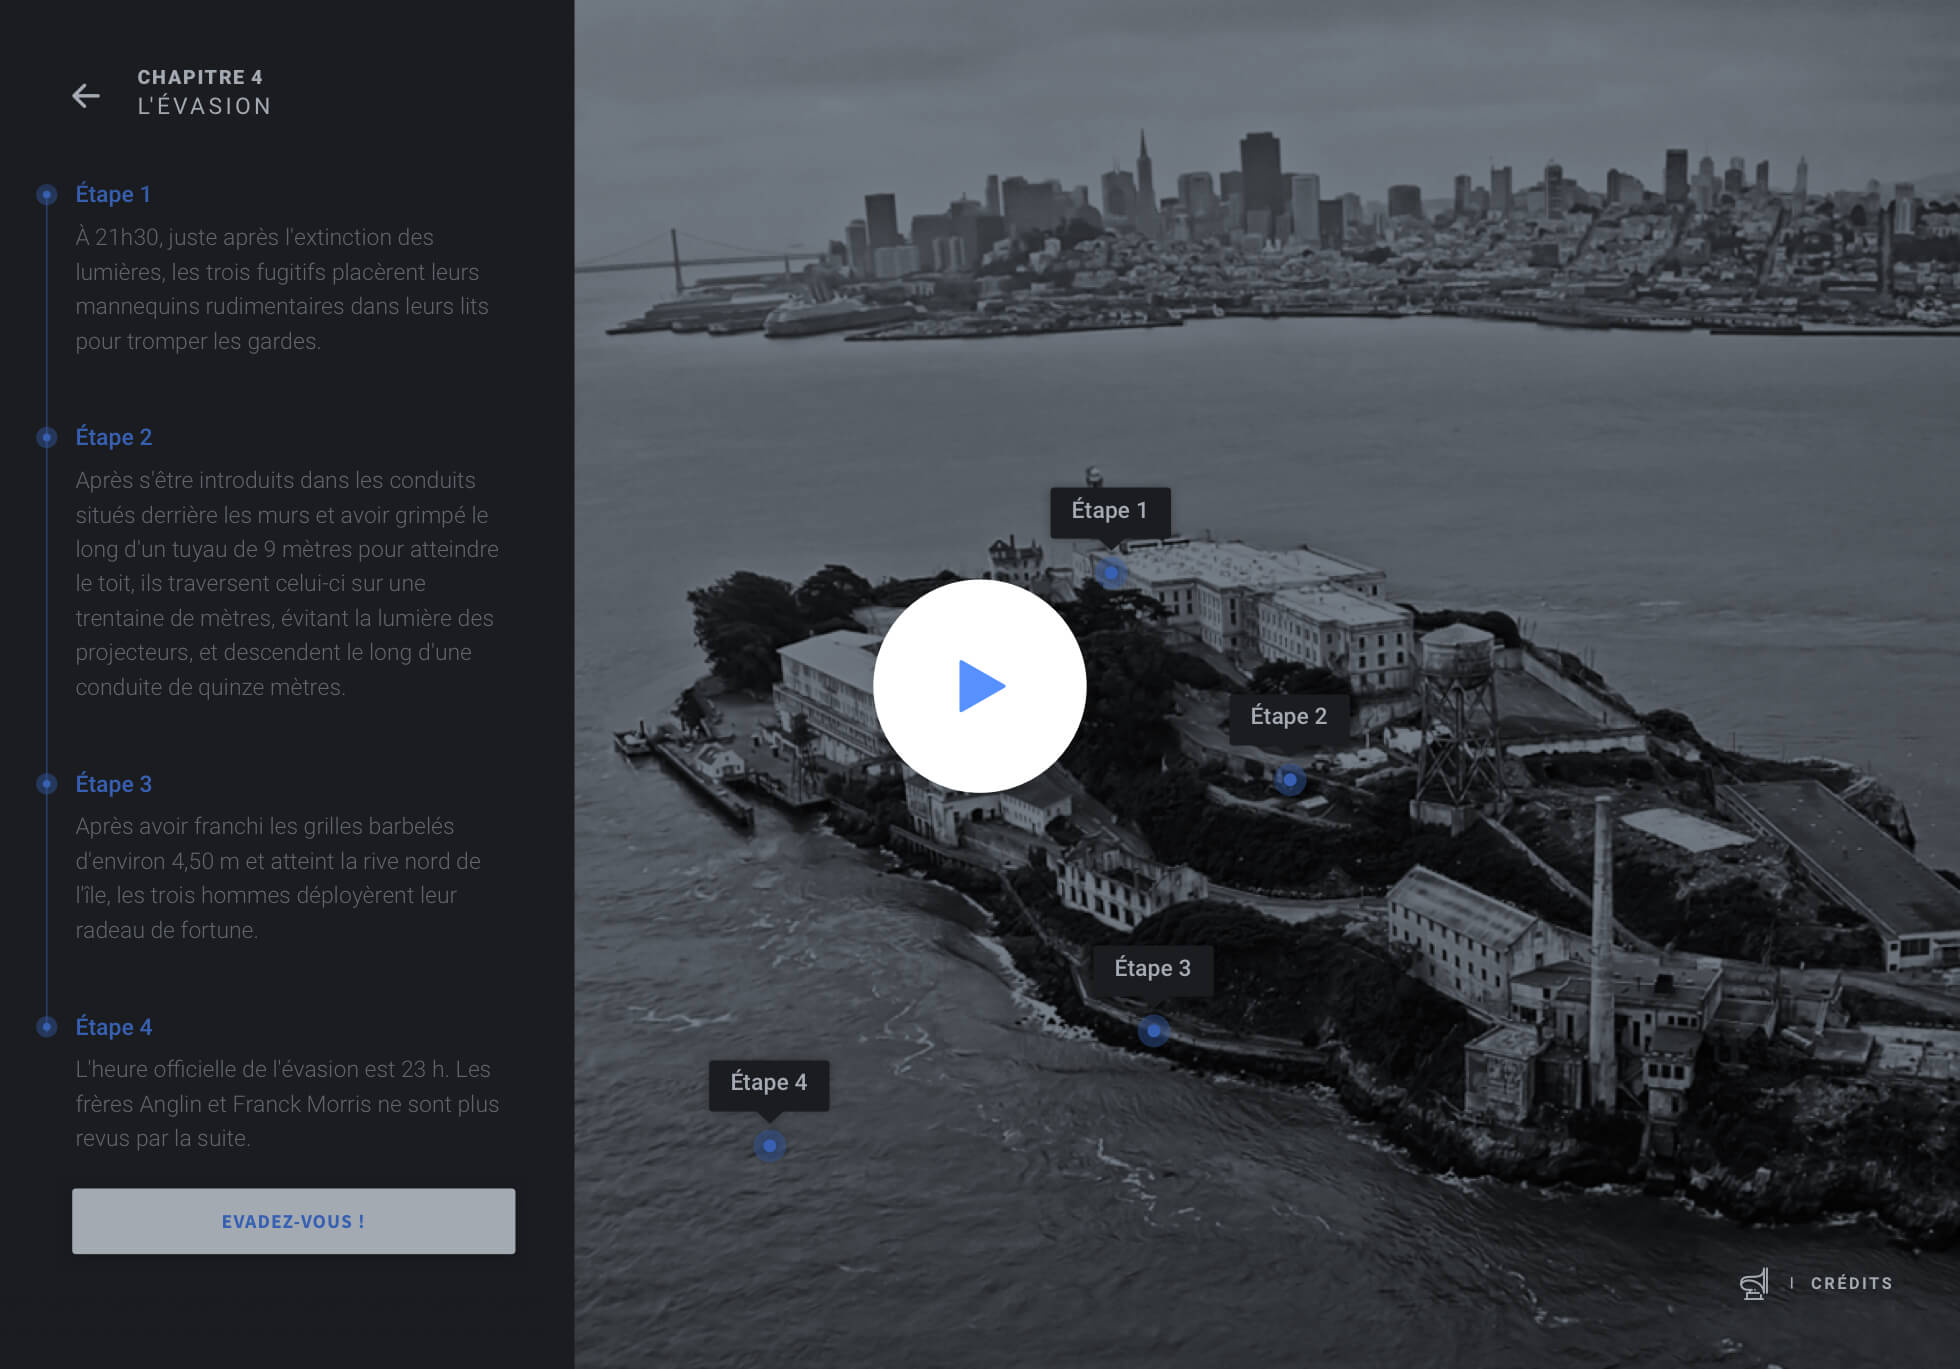 CHAPITRE 4
L'ÉVASION
Étape 1
À 21h30, juste après l'extinction des
lumières, les trois fugitifs placèrent leurs
mannequins rudimentaires dans leurs lits
pour tromper les gardes.
Étape 2
Après s'être introduits dans les conduits
situés derrière les murs et avoir grimpé le
long d'un tuyau de 9 mètres pour atteindre
le toit, ils traversent celui-ci sur une
trentaine de mètres, évitant la lumière des
projecteurs, et descendent le long d'une
conduite de quinze mètres.
Étape 3
Après avoir franchi les grilles barbelés
d'environ 4,50 m et atteint la rive nord de
l'île, les trois hommes déployèrent leur
radeau de fortune.
Étape 4
L'heure officielle de l'évasion est 23 h. Les
frères Anglin et Franck Morris ne sont plus
revus par la suite.
EVADEZ-VOUS !
Étape 1
Étape 2
Étape 3
Étape 4
CRÉDITS